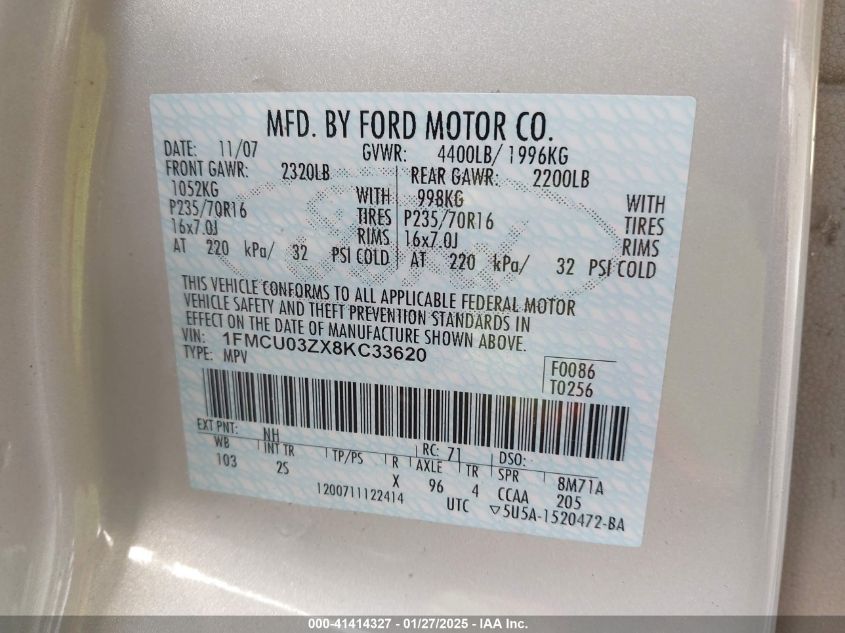 MFD. BY FORD MOTOR CO.
DATE: 11/07 GVWR: 4400LB/ 1996KG
FRONT GAWR: 2320LB REAR GAWR: 2200LB
1052KG WITH 998KG WITH
P235/70R16 TIRES P235/70R16 TIRES
16x7.0J RIMS 16x7.0J RIMS
AT 220 kPa/ 32 PSI COLD AT 220 kPa/ 32 PSI COLD
THIS VEHICLE CONFORMS TO ALL APPLICABLE FEDERAL MOTOR
VEHICLE SAFETY AND THEFT PREVENTION STANDARDS IN
EFFECT ON THE DATE OF MANUFACTURE SHOWN ABOVE.
VIN: 1FMCU03ZX8KC33620
TYPE: MPV
F0086
T0256
EXT PNT: NH RC: 71 DSO:
WB INT TR TP/PS R AXLE TR SPR 8M71A
103 2S X 96 4 CCAA 205
1200711122414 UTC ▽5U5A-1520472-BA
000-41414327 - 01/27/2025 - IAA Inc.